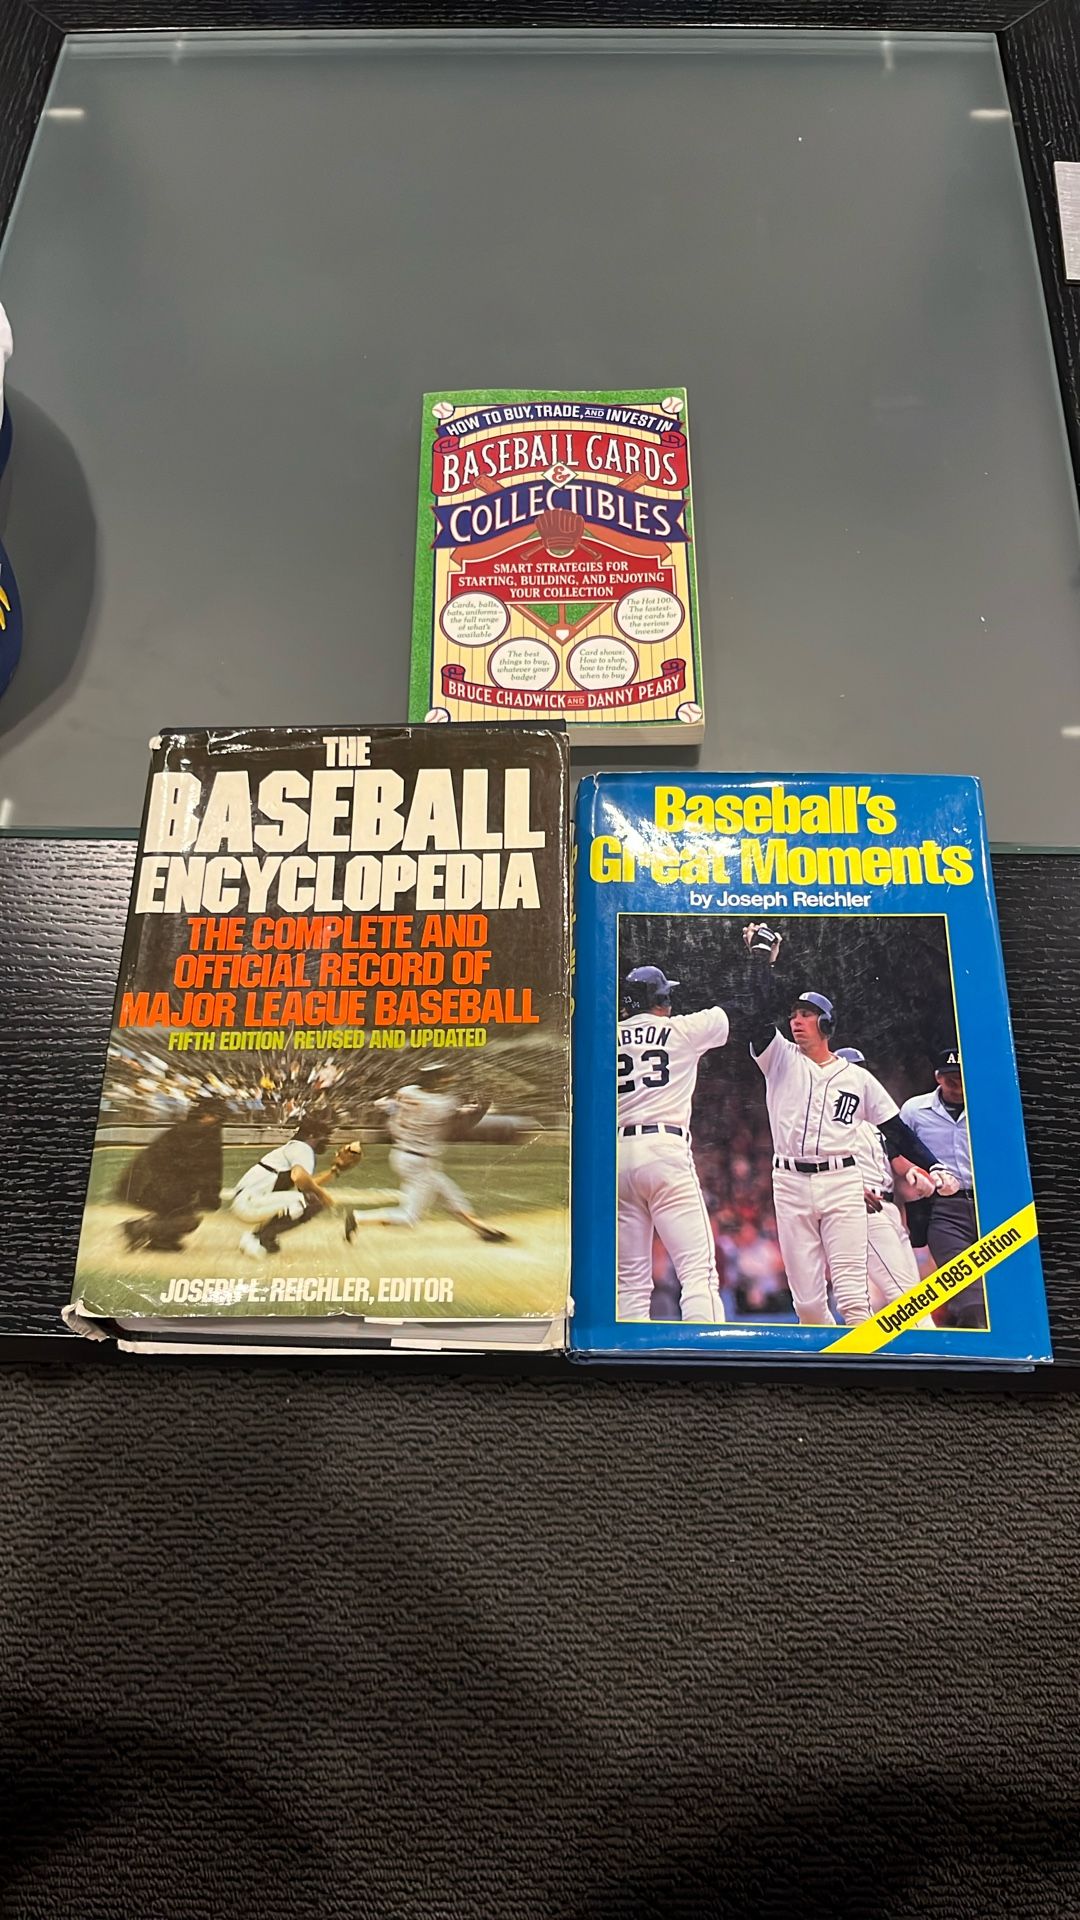 HOW TO BUY, TRADE, AND INVEST IN
BASEBALL CARDS
&
COLLECTIBLES
SMART STRATEGIES FOR
STARTING, BUILDING, AND ENJOYING
YOUR COLLECTION
Cards, balls,
bats, uniforms—
the full range
of what's
available
The Hot 100:
The fastest-
rising cards for
the serious
investor
The best
things to buy,
whatever your
budget
Card shows:
How to shop,
how to trade,
when to buy
BRUCE CHADWICK AND DANNY PEARY
THE
BASEBALL
ENCYCLOPEDIA
THE COMPLETE AND
OFFICIAL RECORD OF
MAJOR LEAGUE BASEBALL
FIFTH EDITION/REVISED AND UPDATED
JOSEPH L. REICHLER, EDITOR
Baseball's
Great Moments
by Joseph Reichler
23
IBSON
23
D
A
Updated 1985 Edition